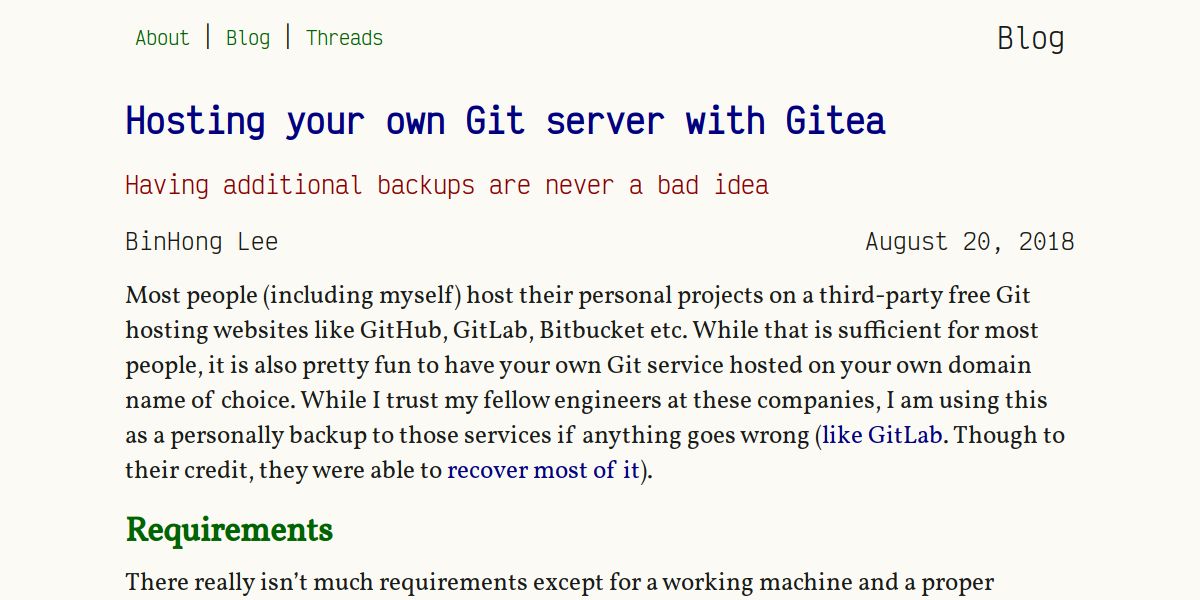 About | Blog | Threads
Blog
Hosting your own Git server with Gitea
Having additional backups are never a bad idea
BinHong Lee
August 20, 2018
Most people (including myself) host their personal projects on a third-party free Git
hosting websites like GitHub, GitLab, Bitbucket etc. While that is sufficient for most
people, it is also pretty fun to have your own Git service hosted on your own domain
name of choice. While I trust my fellow engineers at these companies, I am using this
as a personally backup to those services if anything goes wrong (like GitLab. Though to
their credit, they were able to recover most of it).
Requirements
There really isn’t much requirements except for a working machine and a proper